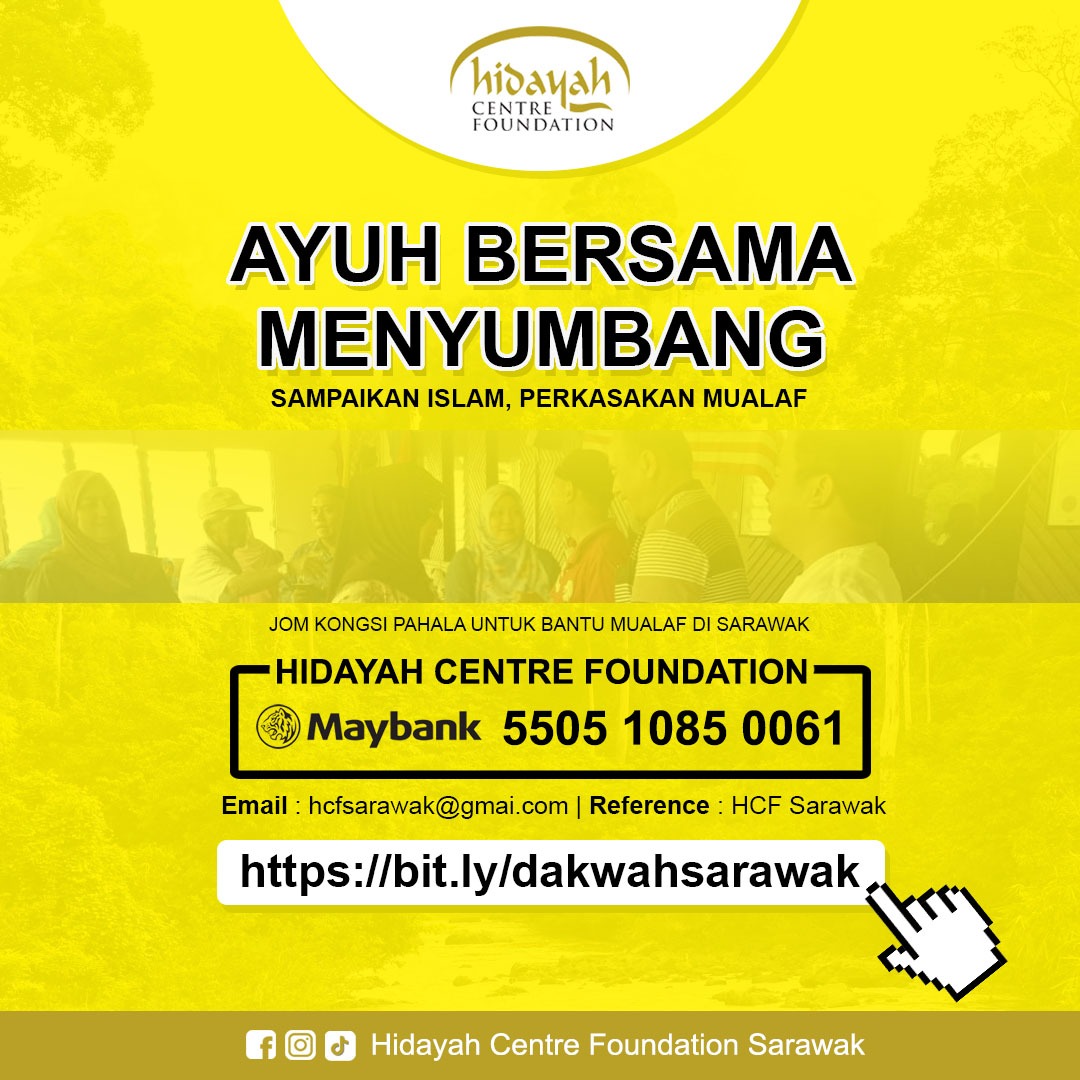 hidayah
CENTRE
FOUNDATION
AYUH BERSAMA
MENYUMBANG
SAMPAIKAN ISLAM, PERKASAKAN MUALAF
JOM KONGSI PAHALA UNTUK BANTU MUALAF DI SARAWAK
HIDAYAH CENTRE FOUNDATION
Maybank 5505 1085 0061
Email : hcfsarawak@gmai.com | Reference : HCF Sarawak
https://bit.ly/dakwahsarawak
Hidayah Centre Foundation Sarawak